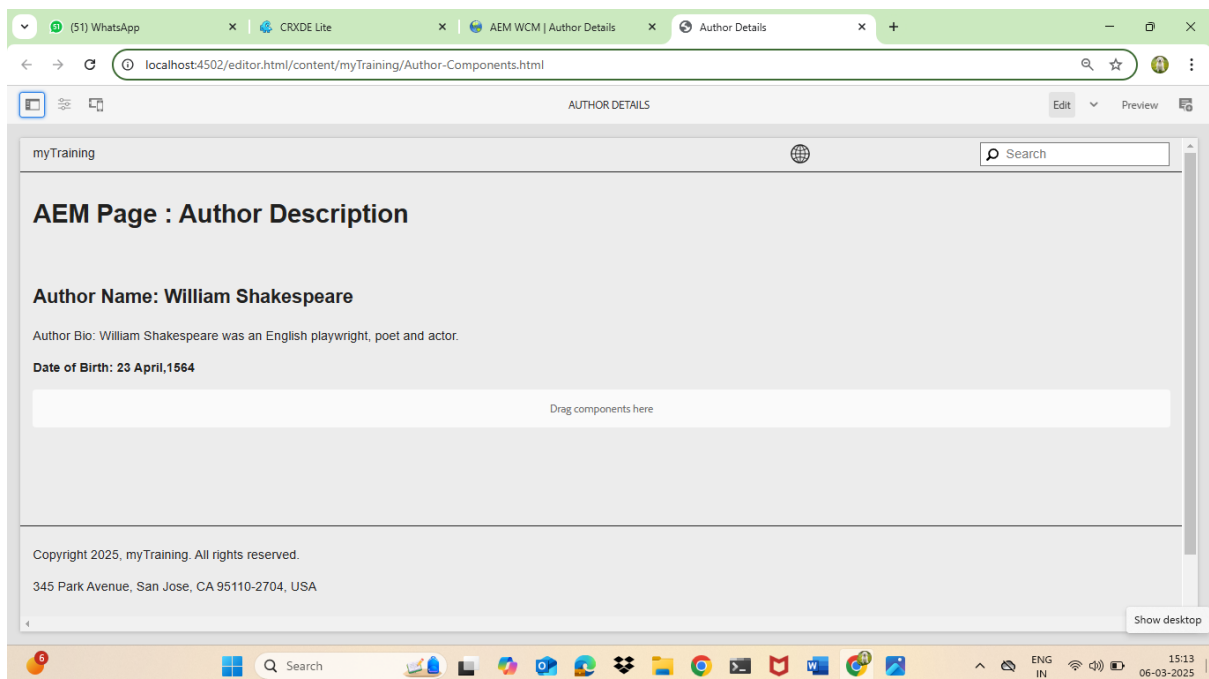 (51) WhatsApp
CRXDE Lite
AEM WCM | Author Details
Author Details
localhost:4502/editor.html/content/myTraining/Author-Components.html
AUTHOR DETAILS
Edit
Preview
myTraining
Search
AEM Page : Author Description
Author Name: William Shakespeare
Author Bio: William Shakespeare was an English playwright, poet and actor.
Date of Birth: 23 April,1564
Drag components here
Copyright 2025, myTraining. All rights reserved.
345 Park Avenue, San Jose, CA 95110-2704, USA
Show desktop
6
Search
ENG
IN
15:13
06-03-2025